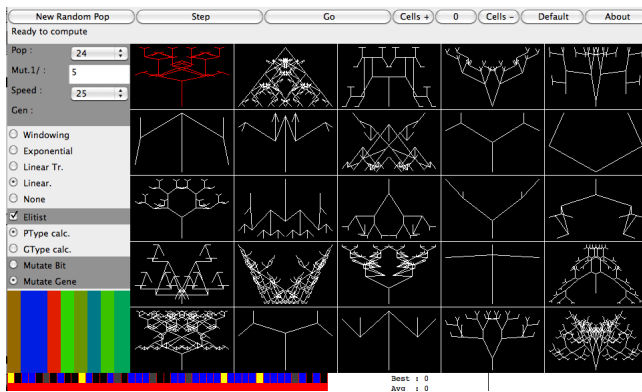 New Random Pop Step Go Cells + 0 Cells - Default About
Ready to compute
Pop : 24
Mut.1/ : 5
Speed : 25
Gen :
Windowing
Exponential
Linear Tr.
Linear.
None
Elitist
PType calc.
GType calc.
Mutate Bit
Mutate Gene
Best : 0
Avg : 0